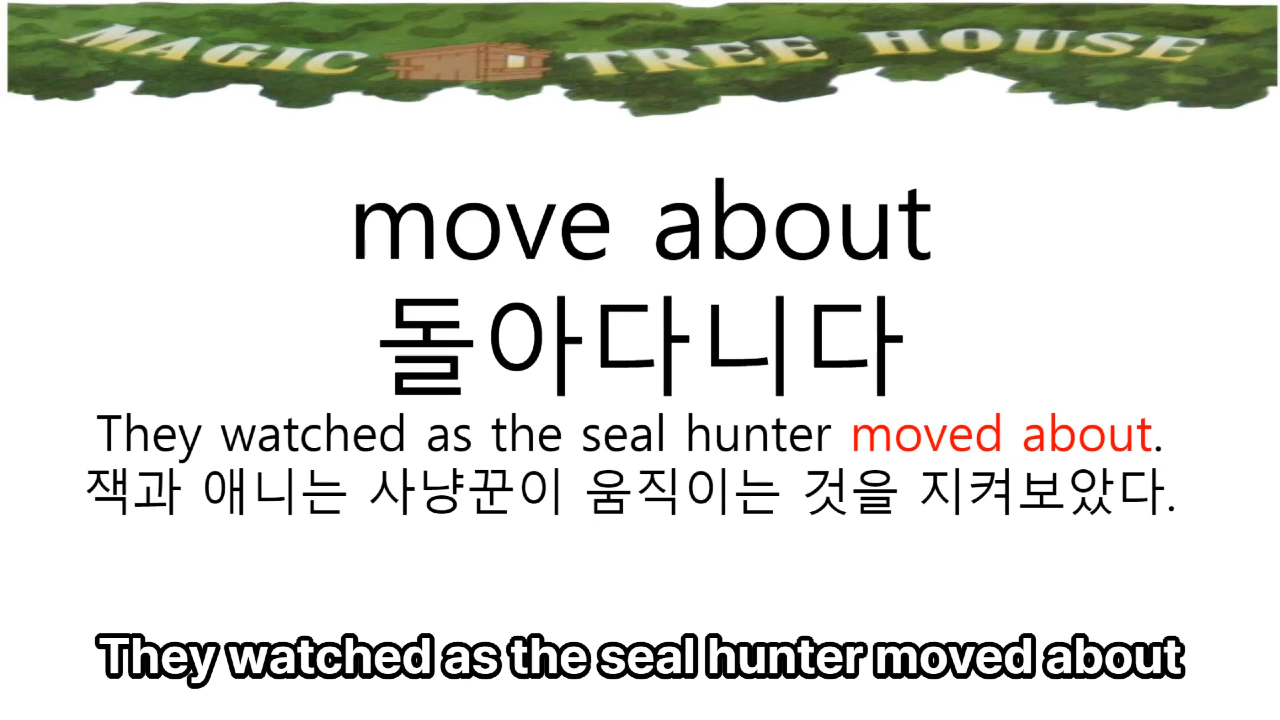 MAGIC TREE HOUSE
move about
돌아다니다
They watched as the seal hunter moved about.
잭과 애니는 사냥꾼이 움직이는 것을 지켜보았다.
They watched as the seal hunter moved about